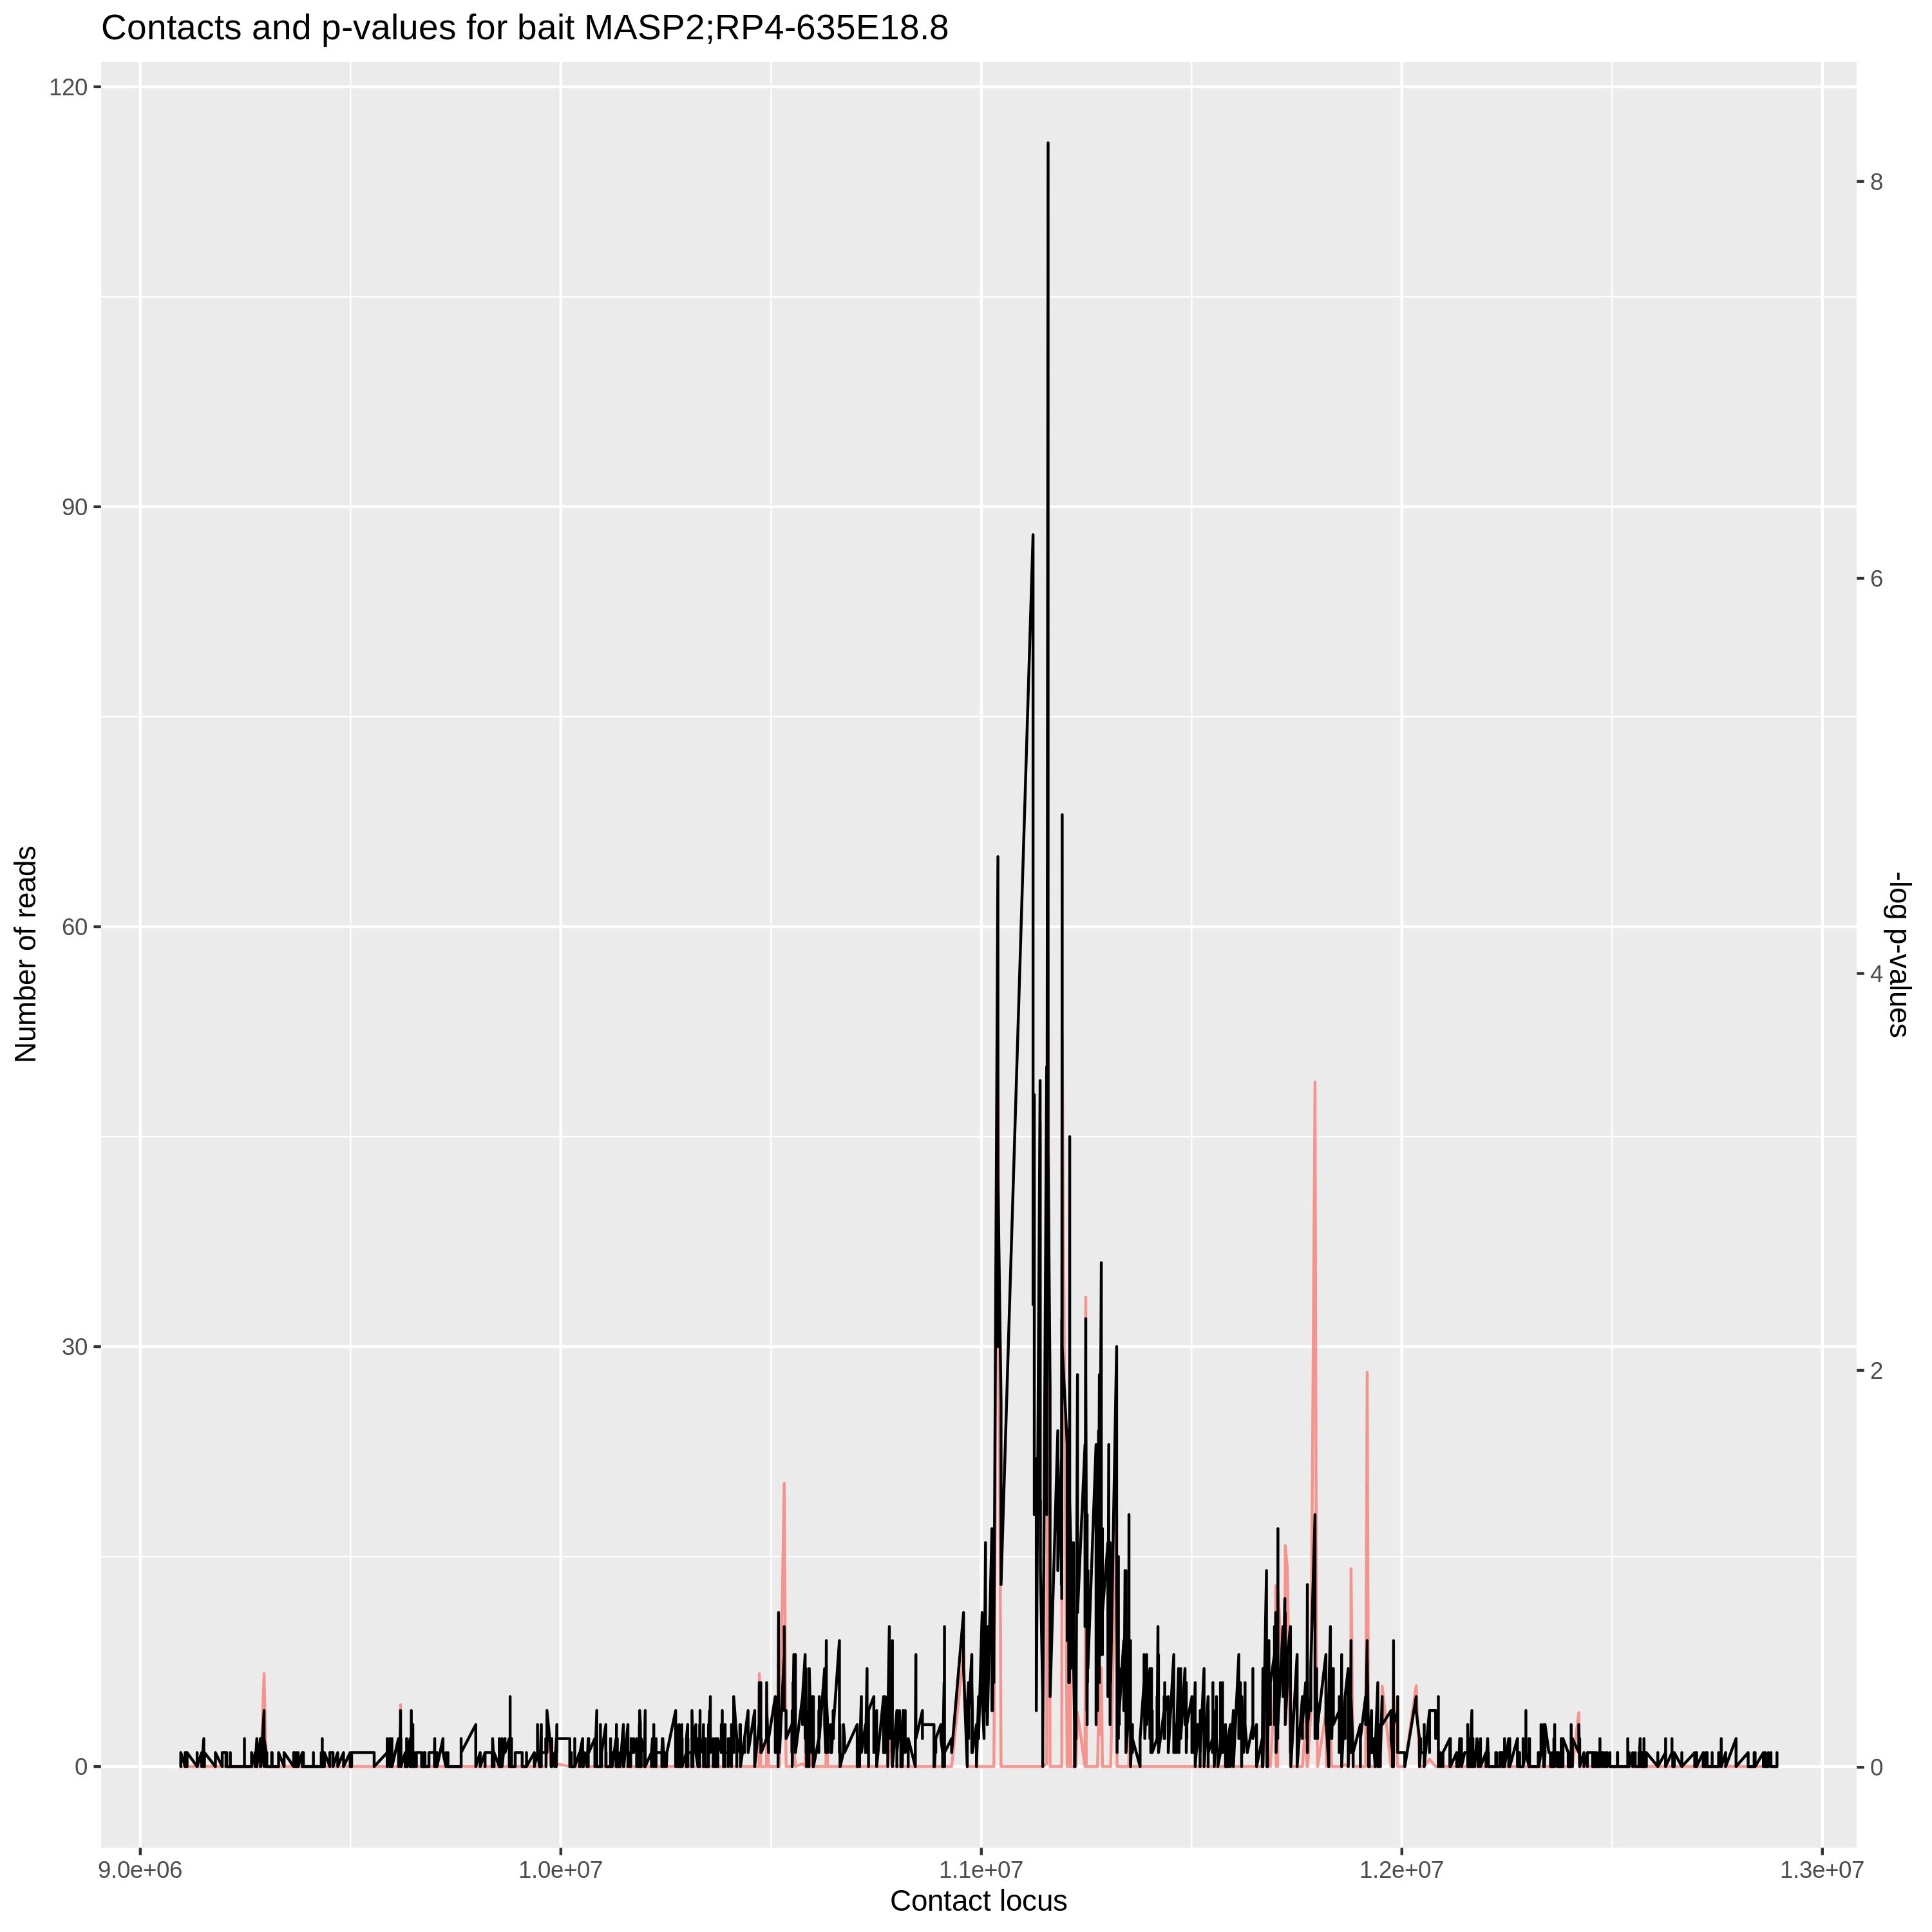 Contacts and p-values for bait MASP2;RP4-635E18.8
120
90
60
30
0
Number of reads
8
6
4
2
0
-log p-values
9.0e+06
1.0e+07
1.1e+07
1.2e+07
1.3e+07
Contact locus